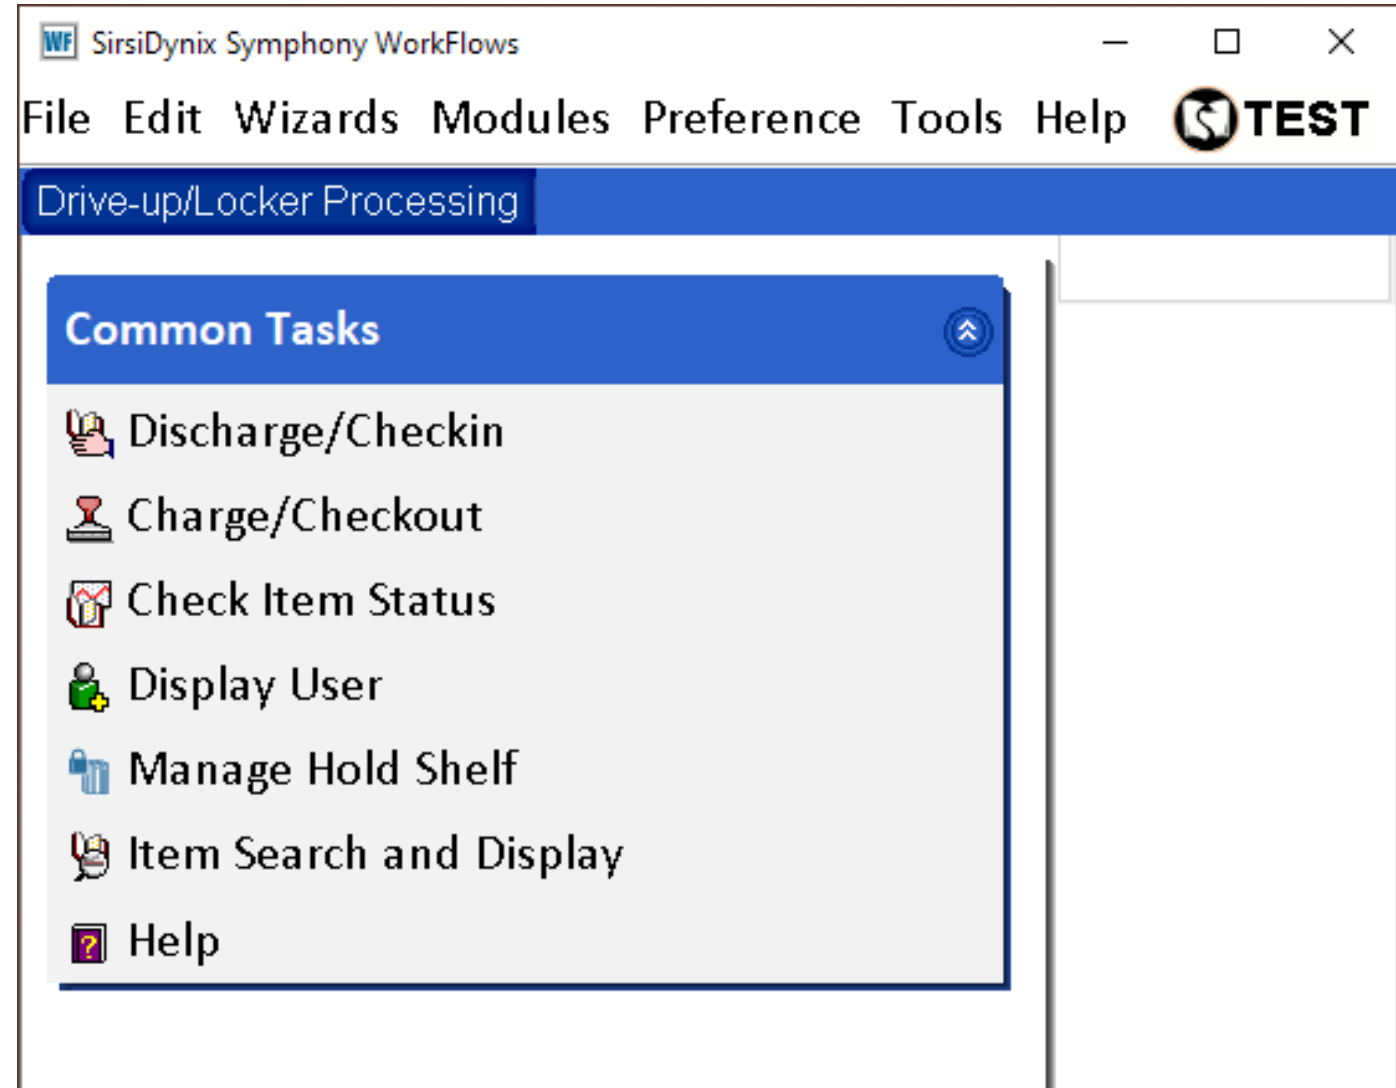 WF SirsiDynix Symphony WorkFlows
File Edit Wizards Modules Preference Tools Help TEST
Drive-up/Locker Processing
Common Tasks
Discharge/Checkin
Charge/Checkout
Check Item Status
Display User
Manage Hold Shelf
Item Search and Display
? Help